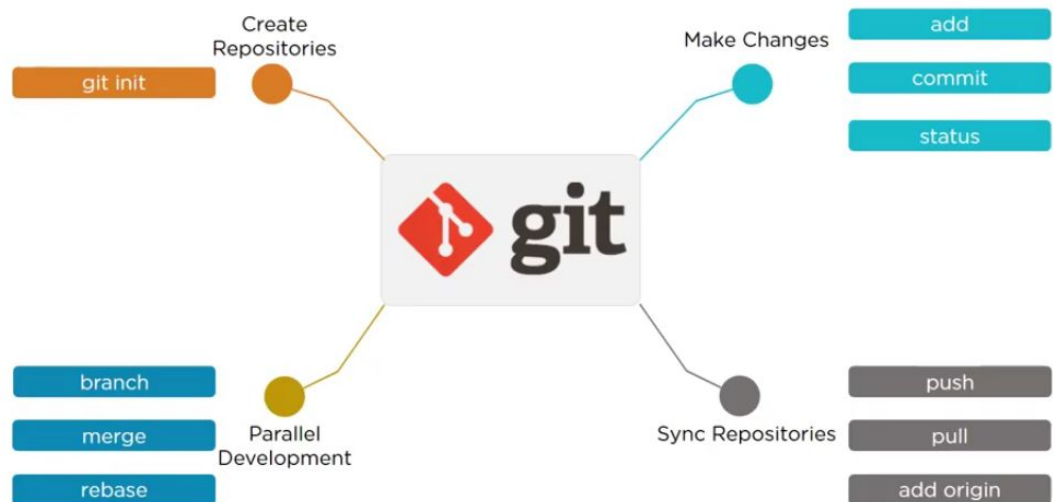 Create
Repositories
git init
Make Changes
add
commit
status
git
branch
merge
rebase
Parallel
Development
Sync Repositories
push
pull
add origin